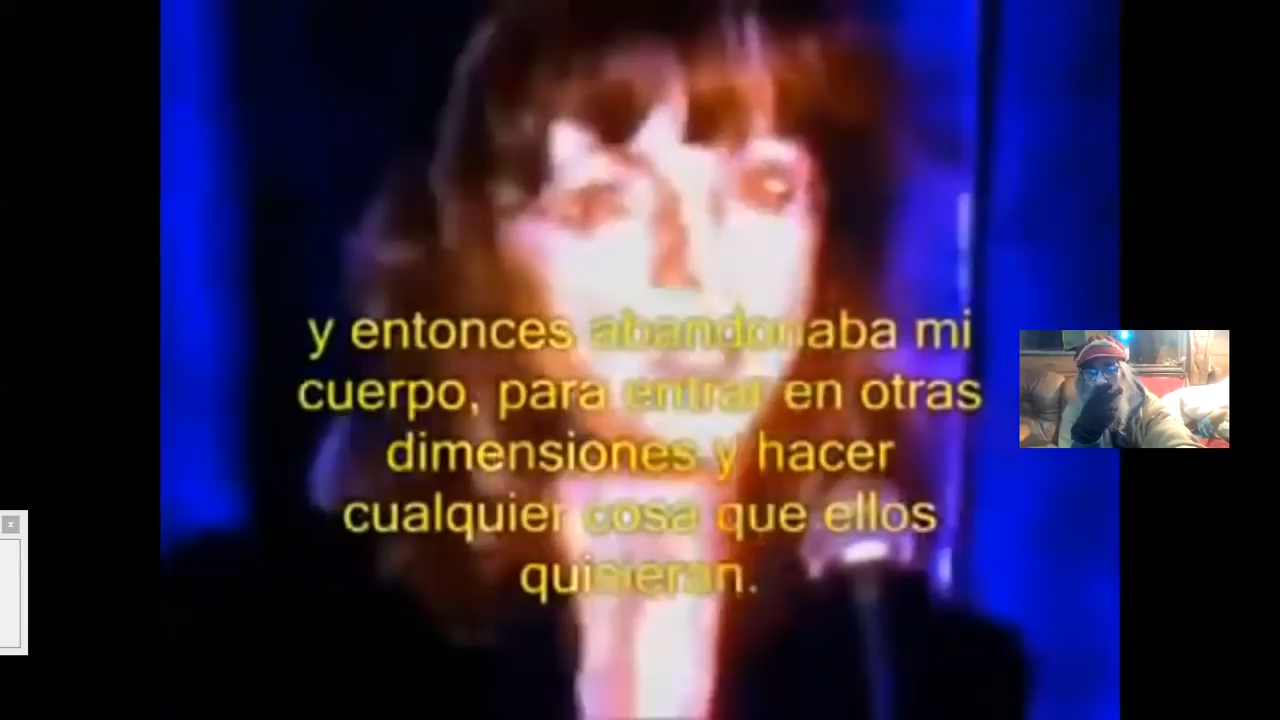 y entonces abandonaba mi
cuerpo, para entrar en otras
dimensiones y hacer
cualquier cosa que ellos
quisieran.